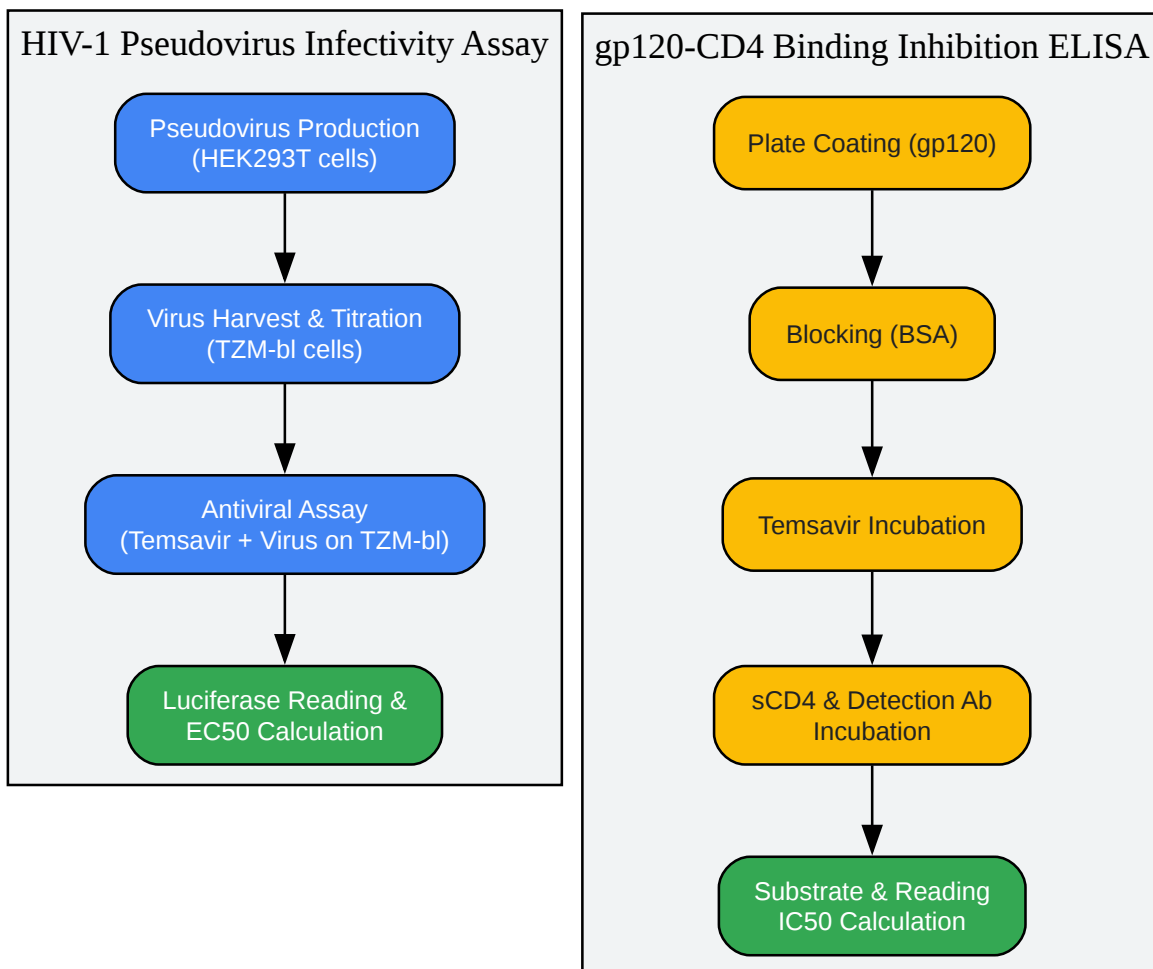 HIV-1 Pseudovirus Infectivity Assay
Pseudovirus Production
(HEK293T cells)
Virus Harvest & Titration
(TZM-bl cells)
Antiviral Assay
(Temsavir + Virus on TZM-bl)
Luciferase Reading &
EC50 Calculation
gp120-CD4 Binding Inhibition ELISA
Plate Coating (gp120)
Blocking (BSA)
Temsavir Incubation
sCD4 & Detection Ab
Incubation
Substrate & Reading
IC50 Calculation